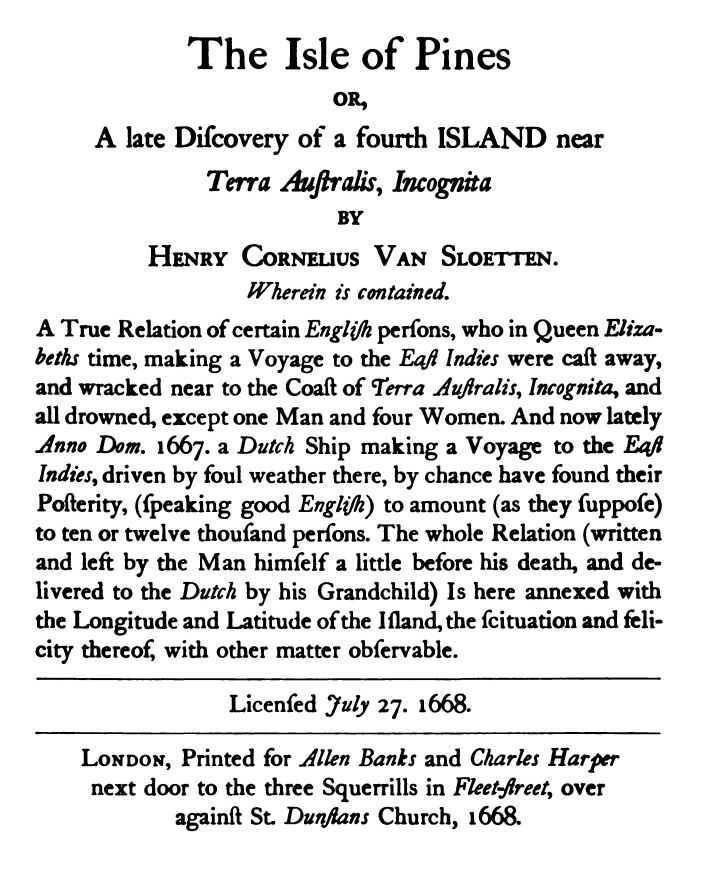 The Isle of Pines
OR,
A late Diſcovery of a fourth ISLAND near
Terra Auſtralis, Incognita
BY
HENRY CORNELIUS VAN SLOETTEN.
Wherein is contained.
A True Relation of certain Engliſh perſons, who in Queen Eliza-
beths time, making a Voyage to the Eaſt Indies were caſt away,
and wracked near to the Coaſt of Terra Auſtralis, Incognita, and
all drowned, except one Man and four Women. And now lately
Anno Dom. 1667. a Dutch Ship making a Voyage to the Eaſt
Indies, driven by foul weather there, by chance have found their
Poſterity, (ſpeaking good Engliſh) to amount (as they ſuppoſe)
to ten or twelve thouſand perſons. The whole Relation (written
and left by the Man himſelf a little before his death, and de-
livered to the Dutch by his Grandchild) Is here annexed with
the Longitude and Latitude of the Iſland, the ſcituation and feli-
city thereof, with other matter obſervable.
Licenſed July 27. 1668.
LONDON, Printed for Allen Banks and Charles Harper
next door to the three Squerrills in Fleet-ſtreet, over
againſt St. Dunſtans Church, 1668.